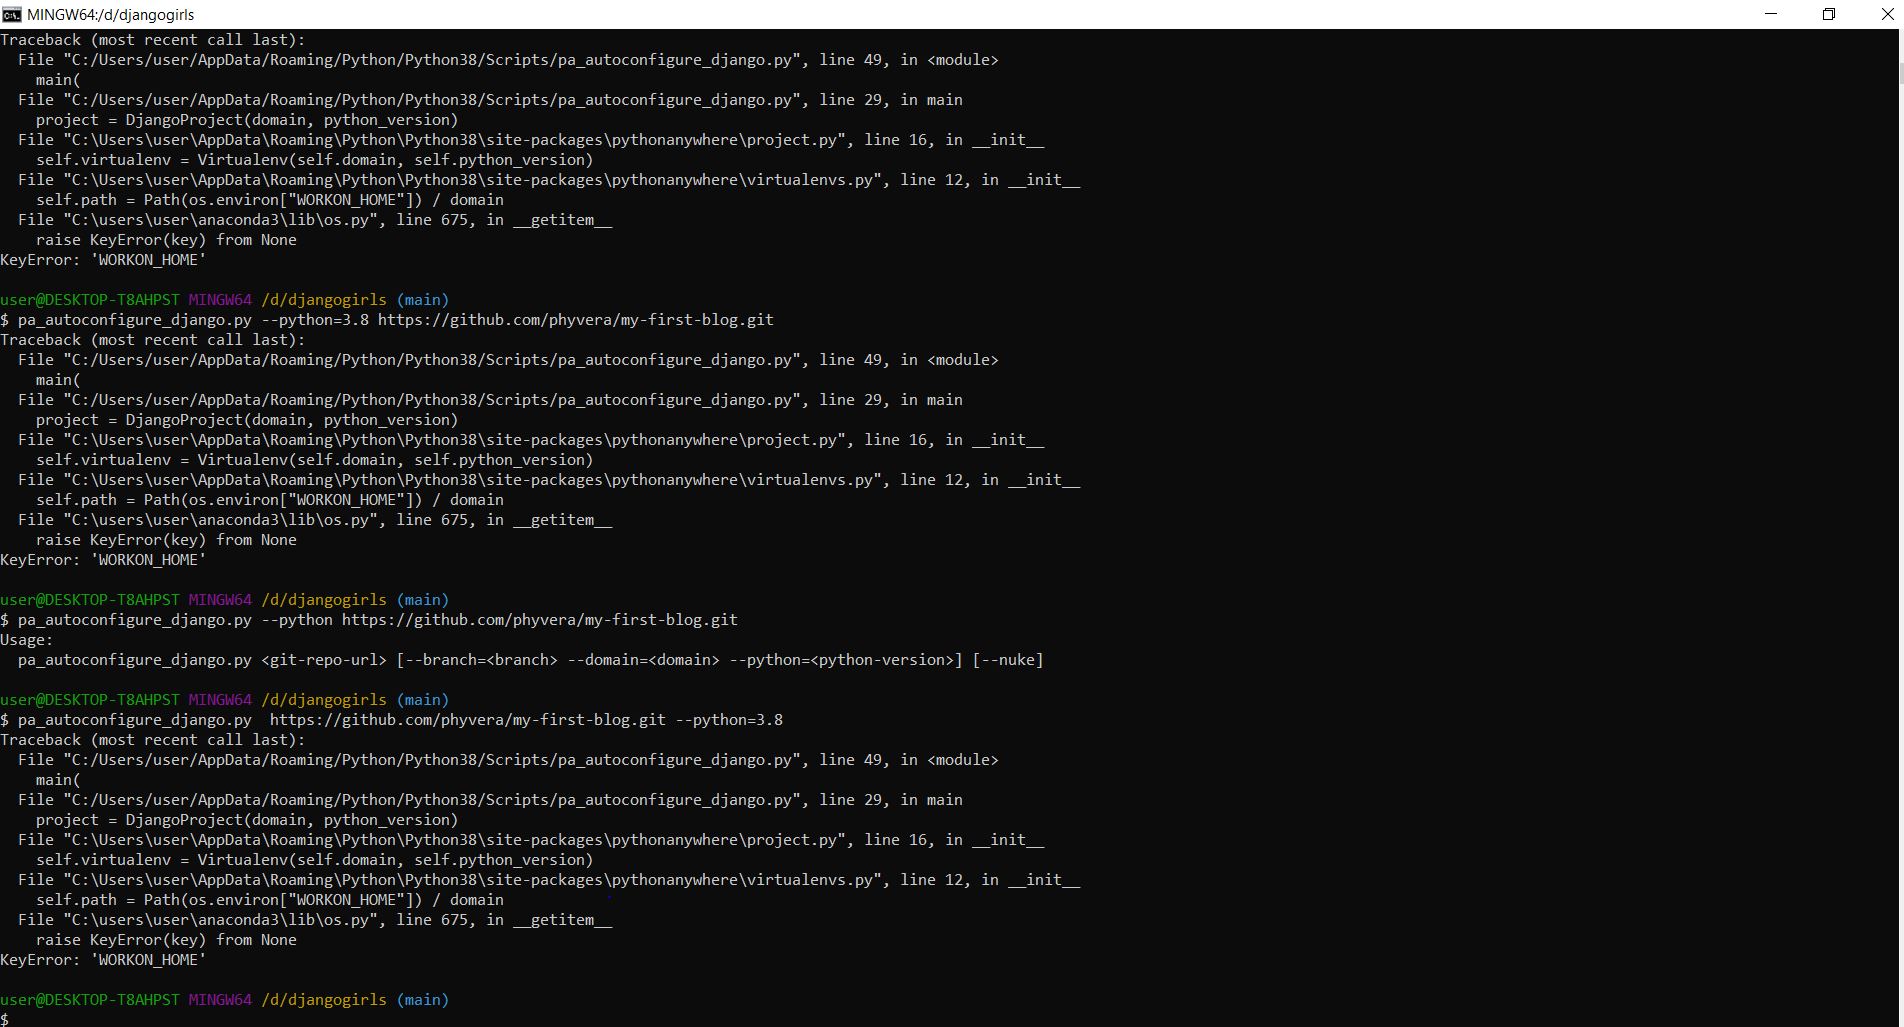 MINGW64:/d/djangogirls
Traceback (most recent call last):
  File "C:/Users/user/AppData/Roaming/Python/Python38/Scripts/pa_autoconfigure_django.py", line 49, in <module>
    main(
  File "C:/Users/user/AppData/Roaming/Python/Python38/Scripts/pa_autoconfigure_django.py", line 29, in main
    project = DjangoProject(domain, python_version)
  File "C:\Users\user\AppData\Roaming\Python\Python38\site-packages\pythonanywhere\project.py", line 16, in __init__
    self.virtualenv = Virtualenv(self.domain, self.python_version)
  File "C:\Users\user\AppData\Roaming\Python\Python38\site-packages\pythonanywhere\virtualenvs.py", line 12, in __init__
    self.path = Path(os.environ["WORKON_HOME"]) / domain
  File "C:\users\user\anaconda3\lib\os.py", line 675, in __getitem__
    raise KeyError(key) from None
KeyError: 'WORKON_HOME'
user@DESKTOP-T8AHPST MINGW64 /d/djangogirls (main)
$ pa_autoconfigure_django.py --python=3.8 https://github.com/phyvera/my-first-blog.git
Traceback (most recent call last):
  File "C:/Users/user/AppData/Roaming/Python/Python38/Scripts/pa_autoconfigure_django.py", line 49, in <module>
    main(
  File "C:/Users/user/AppData/Roaming/Python/Python38/Scripts/pa_autoconfigure_django.py", line 29, in main
    project = DjangoProject(domain, python_version)
  File "C:\Users\user\AppData\Roaming\Python\Python38\site-packages\pythonanywhere\project.py", line 16, in __init__
    self.virtualenv = Virtualenv(self.domain, self.python_version)
  File "C:\Users\user\AppData\Roaming\Python\Python38\site-packages\pythonanywhere\virtualenvs.py", line 12, in __init__
    self.path = Path(os.environ["WORKON_HOME"]) / domain
  File "C:\users\user\anaconda3\lib\os.py", line 675, in __getitem__
    raise KeyError(key) from None
KeyError: 'WORKON_HOME'
user@DESKTOP-T8AHPST MINGW64 /d/djangogirls (main)
$ pa_autoconfigure_django.py --python https://github.com/phyvera/my-first-blog.git
Usage:
  pa_autoconfigure_django.py <git-repo-url> [--branch=<branch> --domain=<domain> --python=<python-version>] [--nuke]
user@DESKTOP-T8AHPST MINGW64 /d/djangogirls (main)
$ pa_autoconfigure_django.py  https://github.com/phyvera/my-first-blog.git --python=3.8
Traceback (most recent call last):
  File "C:/Users/user/AppData/Roaming/Python/Python38/Scripts/pa_autoconfigure_django.py", line 49, in <module>
    main(
  File "C:/Users/user/AppData/Roaming/Python/Python38/Scripts/pa_autoconfigure_django.py", line 29, in main
    project = DjangoProject(domain, python_version)
  File "C:\Users\user\AppData\Roaming\Python\Python38\site-packages\pythonanywhere\project.py", line 16, in __init__
    self.virtualenv = Virtualenv(self.domain, self.python_version)
  File "C:\Users\user\AppData\Roaming\Python\Python38\site-packages\pythonanywhere\virtualenvs.py", line 12, in __init__
    self.path = Path(os.environ["WORKON_HOME"]) / domain
  File "C:\users\user\anaconda3\lib\os.py", line 675, in __getitem__
    raise KeyError(key) from None
KeyError: 'WORKON_HOME'
user@DESKTOP-T8AHPST MINGW64 /d/djangogirls (main)
$